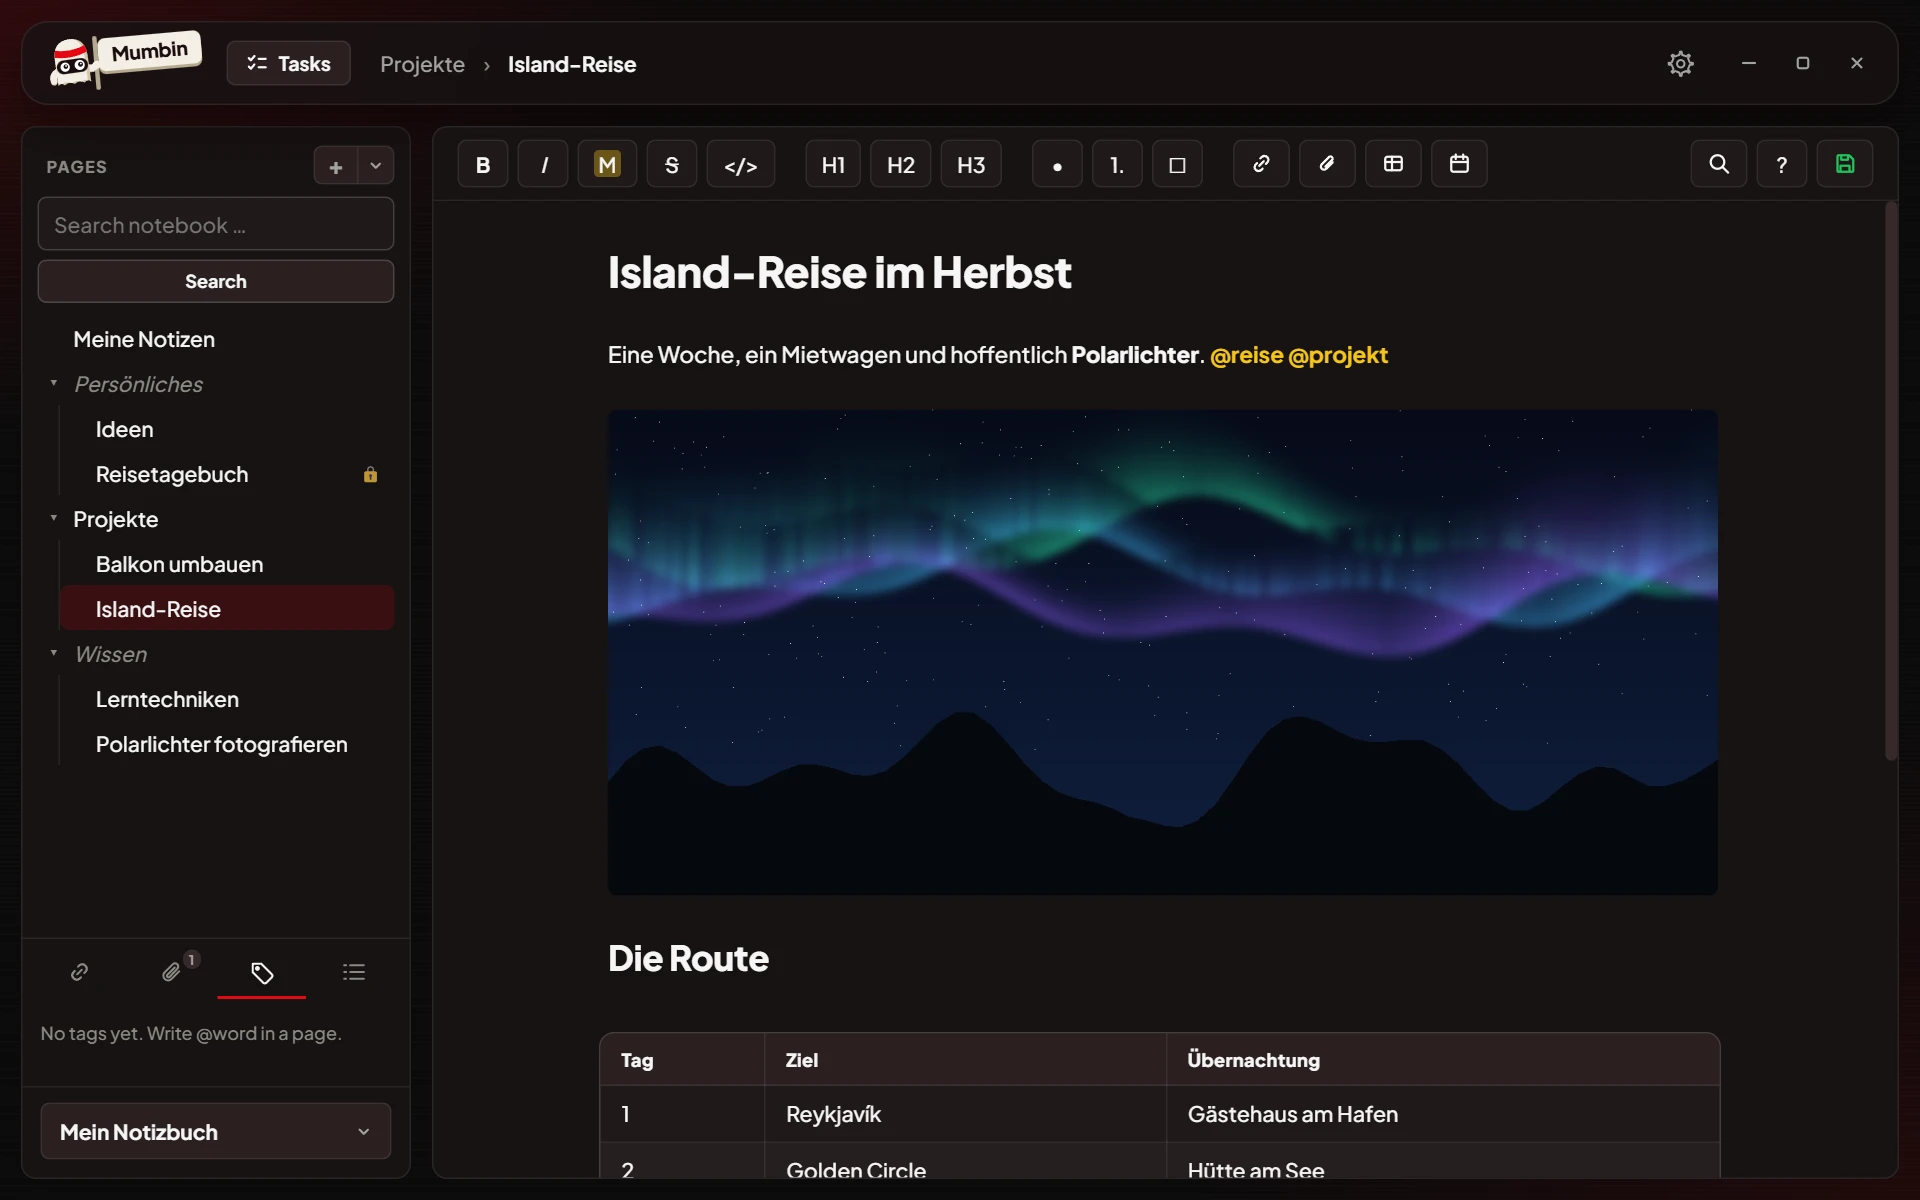 Mumbin
Tasks
Projekte › Island-Reise
PAGES
+
Search notebook ...
Search
Meine Notizen
Persönliches
Ideen
Reisetagebuch
Projekte
Balkon umbauen
Island-Reise
Wissen
Lerntechniken
Polarlichter fotografieren
1
No tags yet. Write @word in a page.
Mein Notizbuch
B I M S </> H1 H2 H3 • 1. ?
Island-Reise im Herbst
Eine Woche, ein Mietwagen und hoffentlich Polarlichter. @reise @projekt
Die Route
Tag Ziel Übernachtung
1 Reykjavík Gästehaus am Hafen
2 Golden Circle Hütte am See